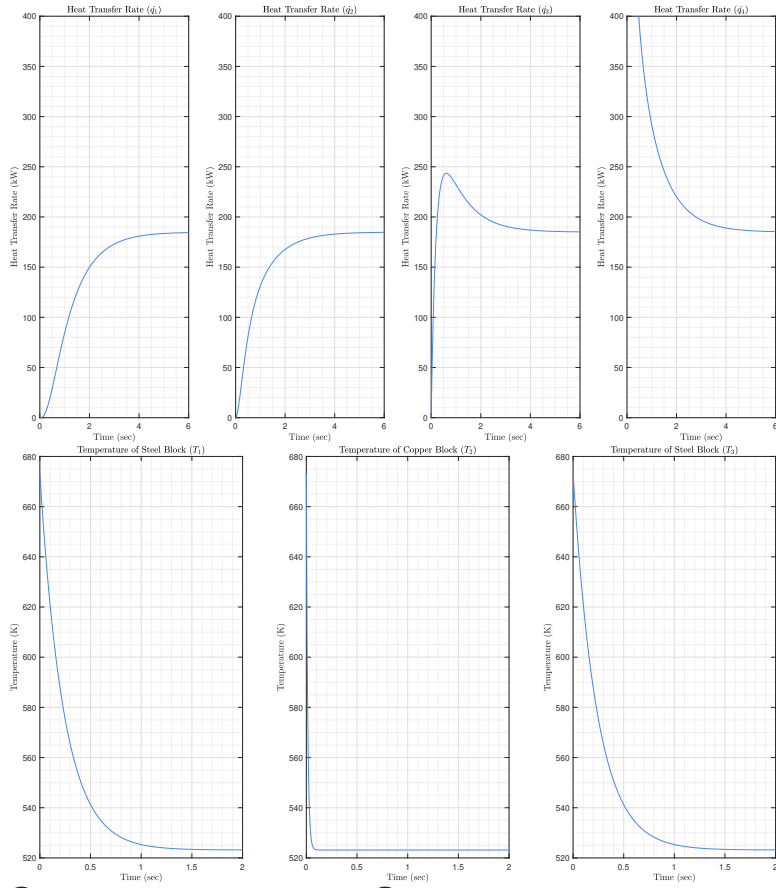 Heat Transfer Rate (q̇₁)
Heat Transfer Rate (q̇₂)
Heat Transfer Rate (q̇₃)
Heat Transfer Rate (q̇₄)
Heat Transfer Rate (kW)
400
350
300
250
200
150
100
50
0
0 2 4 6
Time (sec)
Heat Transfer Rate (kW)
400
350
300
250
200
150
100
50
0
0 2 4 6
Time (sec)
Heat Transfer Rate (kW)
400
350
300
250
200
150
100
50
0
0 2 4 6
Time (sec)
Heat Transfer Rate (kW)
400
350
300
250
200
150
100
50
0
0 2 4 6
Time (sec)
Temperature of Steel Block (T₁)
Temperature of Copper Block (T₂)
Temperature of Steel Block (T₃)
Temperature (K)
680
660
640
620
600
580
560
540
520
0 0.5 1 1.5 2
Time (sec)
Temperature (K)
680
660
640
620
600
580
560
540
520
0 0.5 1 1.5 2
Time (sec)
Temperature (K)
680
660
640
620
600
580
560
540
520
0 0.5 1 1.5 2
Time (sec)